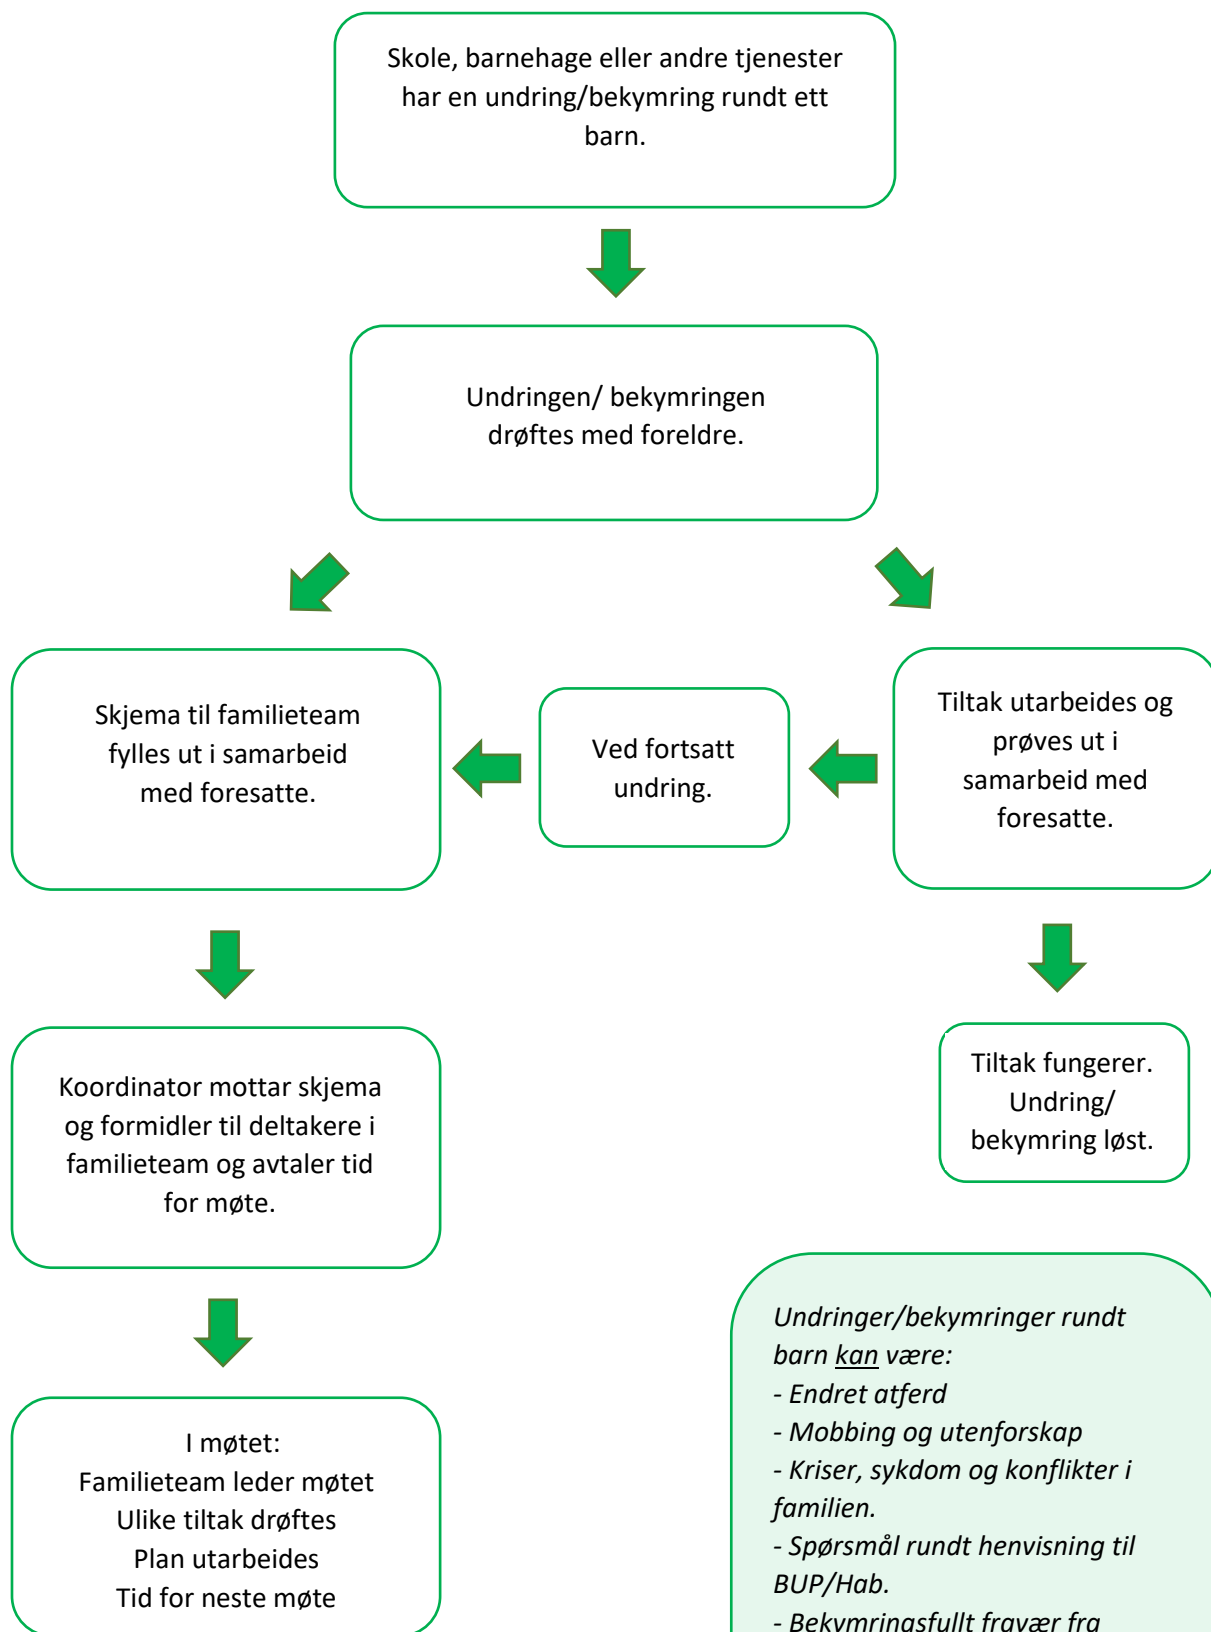 Skole, barnehage eller andre tjenester
har en undring/bekymring rundt ett
barn.
Undringen/ bekymringen
drøftes med foreldre.
Skjema til familieteam
fylles ut i samarbeid
med foresatte.
Ved fortsatt
undring.
Tiltak utarbeides og
prøves ut i
samarbeid med
foresatte.
Koordinator mottar skjema
og formidler til deltakere i
familieteam og avtaler tid
for møte.
Tiltak fungerer.
Undring/
bekymring løst.
I møtet:
Familieteam leder møtet
Ulike tiltak drøftes
Plan utarbeides
Tid for neste møte
Undringer/bekymringer rundt
barn kan være:
- Endret atferd
- Mobbing og utenforskap
- Kriser, sykdom og konflikter i
familien.
- Spørsmål rundt henvisning til
BUP/Hab.
- Bekymringsfullt fravær fra